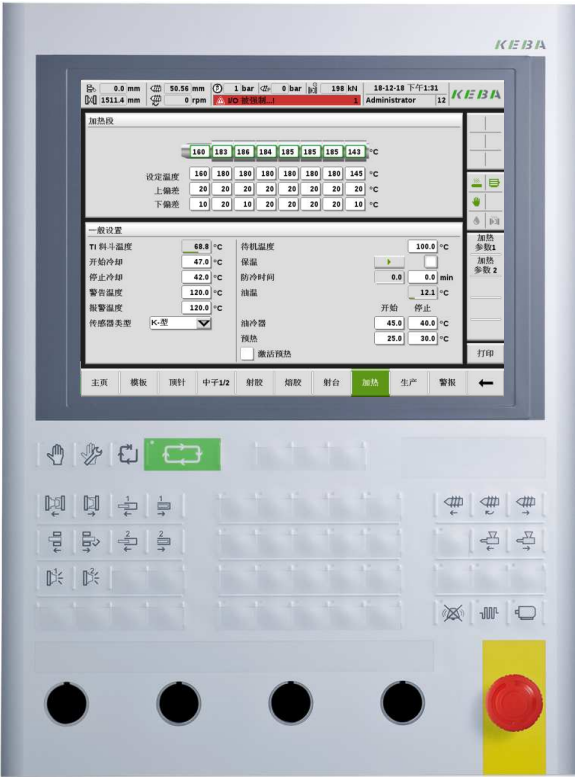 KEBA
0.0 mm 50.56 mm 1 bar 0 bar 198 kN 18-12-18 下午1:31 KEBA
1511.4 mm 0 rpm I/O 被强制...! 1 Administrator 12
加热段
160 183 186 184 185 185 185 143 °C
设定温度 160 180 180 180 180 180 180 145 °C
上偏差 20 20 20 20 20 20 20 20 °C
下偏差 10 20 10 20 20 20 20 10 °C
一般设置
TI 料斗温度 68.8 °C 待机温度 100.0 °C
开始冷却 47.0 °C 保温
停止冷却 42.0 °C 防冷时间 0.0 0.0 min
警告温度 120.0 °C 油温 12.1 °C
报警温度 120.0 °C 开始 停止
传感器类型 K-型 油冷器 45.0 40.0 °C
预热 25.0 30.0 °C
激活预热
加热
参数1
加热
参数 2
打印
主页 模板 顶针 中子1/2 射胶 熔胶 射台 加热 生产 警报
1 1
2 2
1 2